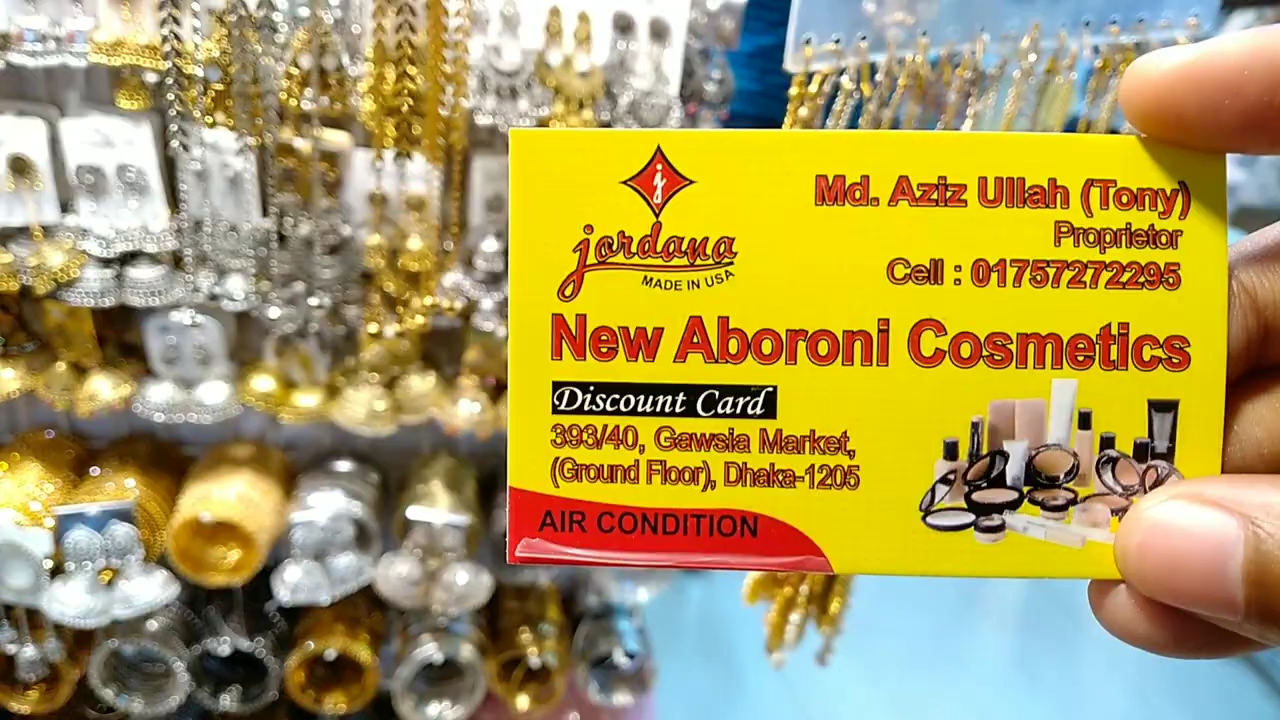 j
jordana
MADE IN USA
Md. Aziz Ullah (Tony)
Proprietor
Cell : 01757272295
New Aboroni Cosmetics
Discount Card
393/40, Gawsia Market,
(Ground Floor), Dhaka-1205
AIR CONDITION